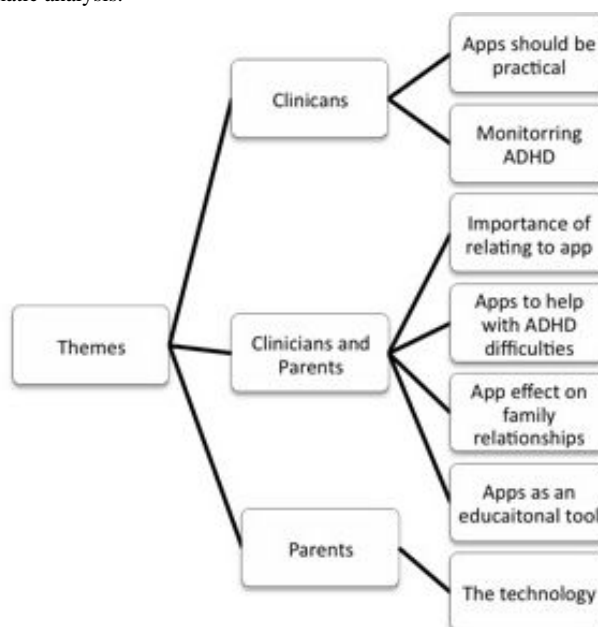 Apps should be
practical
Clinicans
Monitorring
ADHD
Importance of
relating to app
Apps to help
with ADHD
difficulties
Themes
Clinicians and
Parents
App effect on
family
relationships
Apps as an
educaitonal tool
Parents
The technology